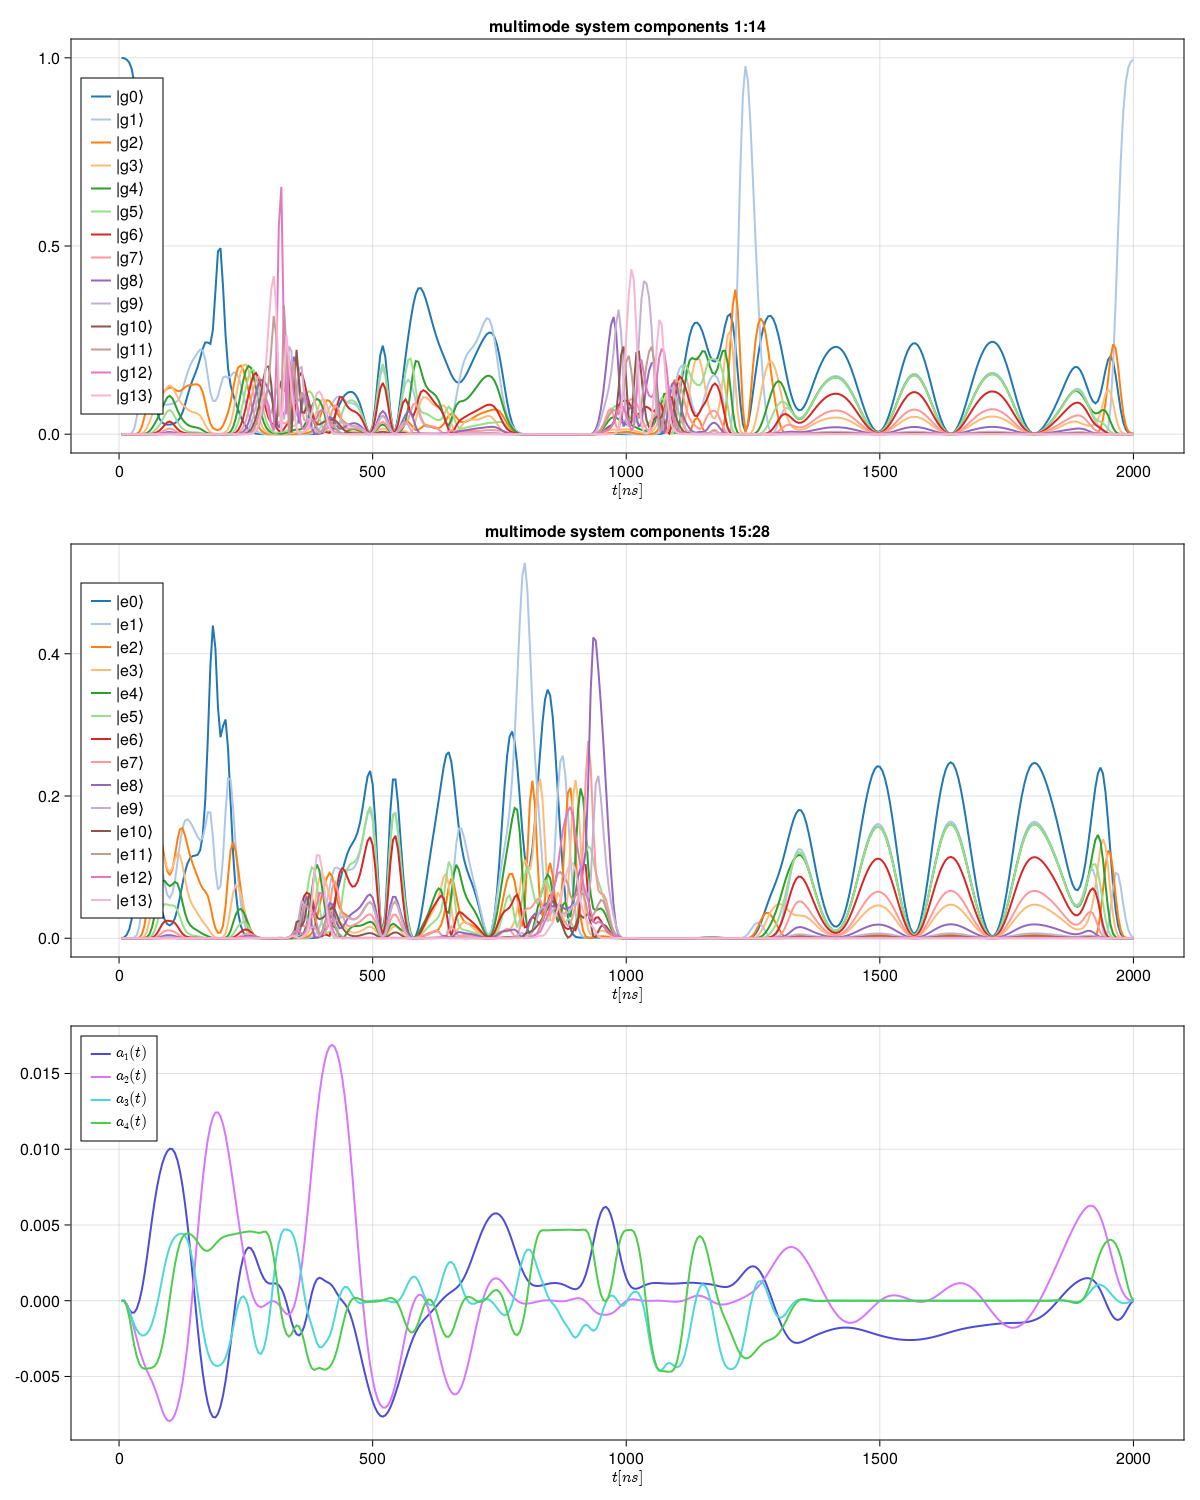 multimode system components 1:14
1.0
0.5
0.0
|g0⟩
|g1⟩
|g2⟩
|g3⟩
|g4⟩
|g5⟩
|g6⟩
|g7⟩
|g8⟩
|g9⟩
|g10⟩
|g11⟩
|g12⟩
|g13⟩
0 500 1000 1500 2000
t[ns]
multimode system components 15:28
0.4
0.2
0.0
|e0⟩
|e1⟩
|e2⟩
|e3⟩
|e4⟩
|e5⟩
|e6⟩
|e7⟩
|e8⟩
|e9⟩
|e10⟩
|e11⟩
|e12⟩
|e13⟩
0 500 1000 1500 2000
t[ns]
0.015
0.010
0.005
0.000
-0.005
a₁(t)
a₂(t)
a₃(t)
a₄(t)
0 500 1000 1500 2000
t[ns]